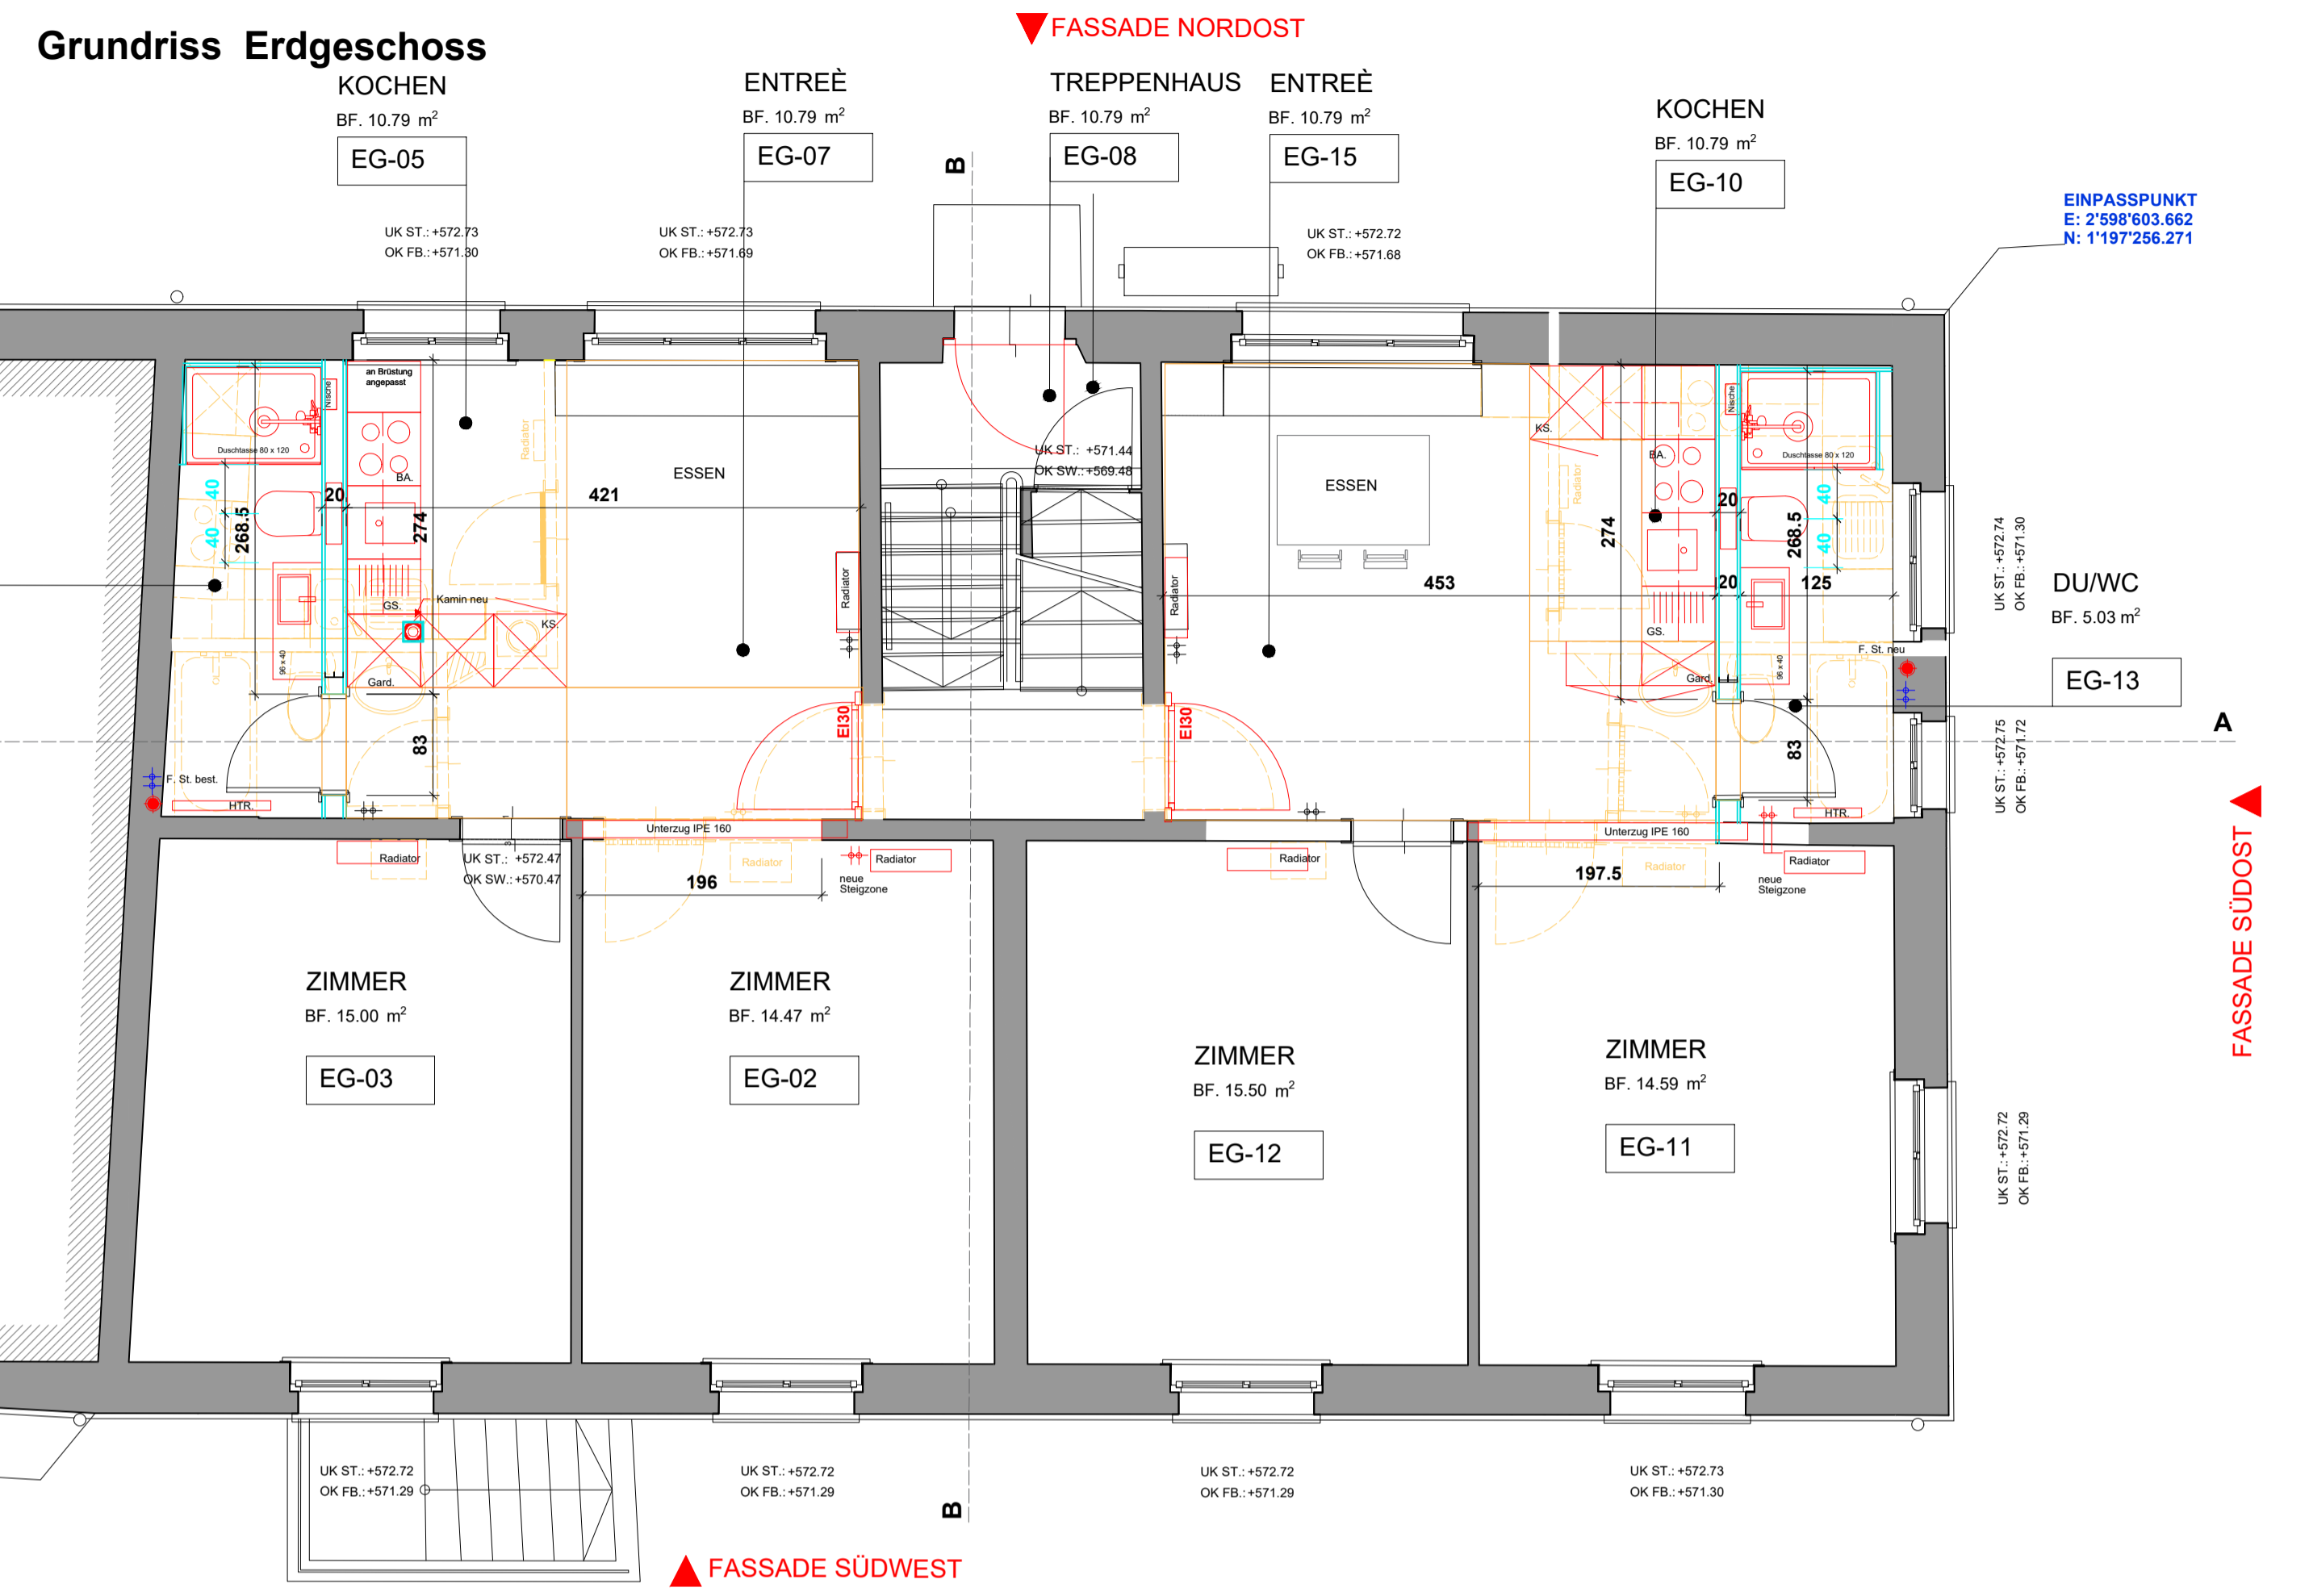 Grundriss Erdgeschoss
FASSADE NORDOST
KOCHEN
BF. 10.79 m²
EG-05
ENTREÈ
BF. 10.79 m²
EG-07
TREPPENHAUS
BF. 10.79 m²
EG-08
ENTREÈ
BF. 10.79 m²
EG-15
KOCHEN
BF. 10.79 m²
EG-10
B
EINPASSPUNKT
E: 2'598'603.662
N: 1'197'256.271
UK ST.: +572.73
OK FB.: +571.30
UK ST.: +572.73
OK FB.: +571.69
UK ST.: +572.72
OK FB.: +571.68
an Brüstung
angepasst
Nische
Duschtasse 80 x 120
BA.
Radiator
ESSEN
20
421
40
40
268.5
274
GS.
Kamin neu
KS.
96 x 40
Gard.
83
F. St. best.
HTR.
Radiator
EI30
UK ST.: +571.44
OK SW.: +569.48
ESSEN
KS.
BA.
Radiator
Nische
Duschtasse 80 x 120
20
40
40
268.5
274
453
20
125
Radiator
GS.
Gard.
96 x 40
F. St. neu
EI30
83
HTR.
UK ST.: +572.74
OK FB.: +571.30
DU/WC
BF. 5.03 m²
EG-13
A
UK ST.: +572.75
OK FB.: +571.72
FASSADE SÜDOST
Unterzug IPE 160
Radiator
UK ST.: +572.47
OK SW.: +570.47
Radiator
Radiator
196
neue
Steigzone
Radiator
Unterzug IPE 160
Radiator
Radiator
197.5
neue
Steigzone
ZIMMER
BF. 15.00 m²
EG-03
ZIMMER
BF. 14.47 m²
EG-02
ZIMMER
BF. 15.50 m²
EG-12
ZIMMER
BF. 14.59 m²
EG-11
UK ST.: +572.72
OK FB.: +571.29
UK ST.: +572.72
OK FB.: +571.29
UK ST.: +572.72
OK FB.: +571.29
UK ST.: +572.72
OK FB.: +571.29
UK ST.: +572.73
OK FB.: +571.30
B
FASSADE SÜDWEST